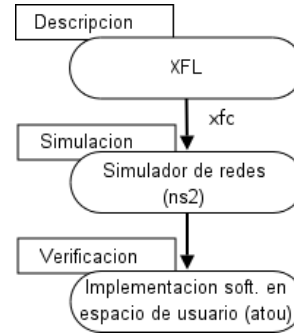 Descripcion
XFL
xfc
Simulacion
Simulador de redes
(ns2)
Verificacion
Implementacion soft. en
espacio de usuario (atou)